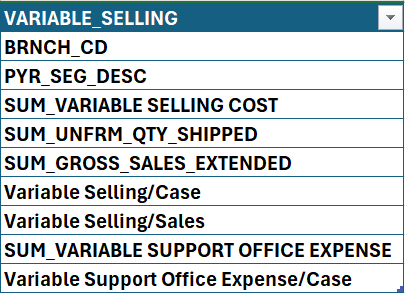 VARIABLE_SELLING
BRNCH_CD
PYR_SEG_DESC
SUM_VARIABLE SELLING COST
SUM_UNFRM_QTY_SHIPPED
SUM_GROSS_SALES_EXTENDED
Variable Selling/Case
Variable Selling/Sales
SUM_VARIABLE SUPPORT OFFICE EXPENSE
Variable Support Office Expense/Case